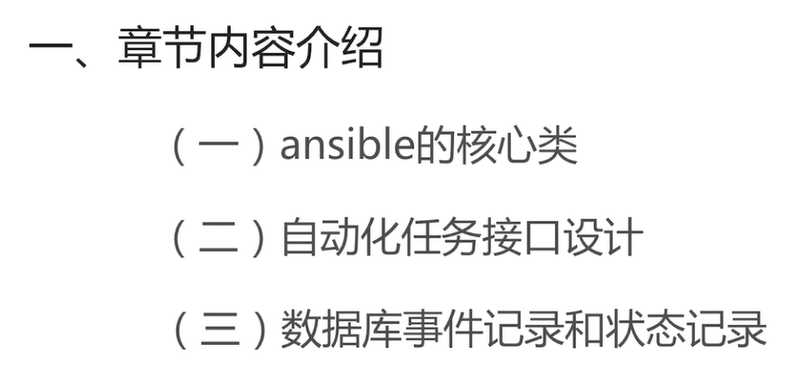 一、章节内容介绍
（一）ansible的核心类
（二）自动化任务接口设计
（三）数据库事件记录和状态记录